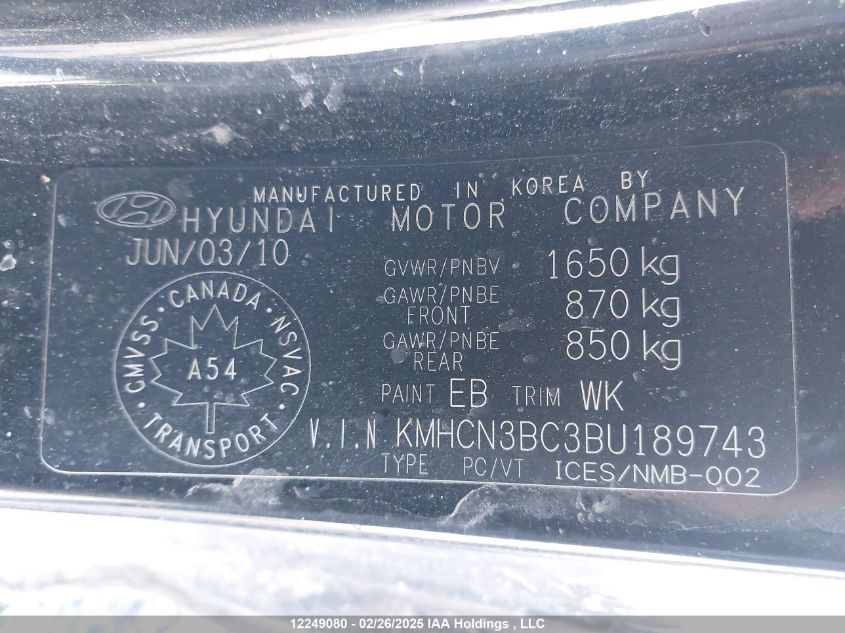 MANUFACTURED IN KOREA BY
HYUNDAI MOTOR COMPANY
JUN/03/10
GVWR/PNBV 1650 kg
GAWR/PNBE FRONT 870 kg
GAWR/PNBE REAR 850 kg
CMVSS · CANADA · NSVAC · TRANSPORT ·
A54
PAINT EB TRIM WK
V.I.N KMHCN3BC3BU189743
TYPE PC/VT ICES/NMB-002
12249080 - 02/26/2025 IAA Holdings , LLC